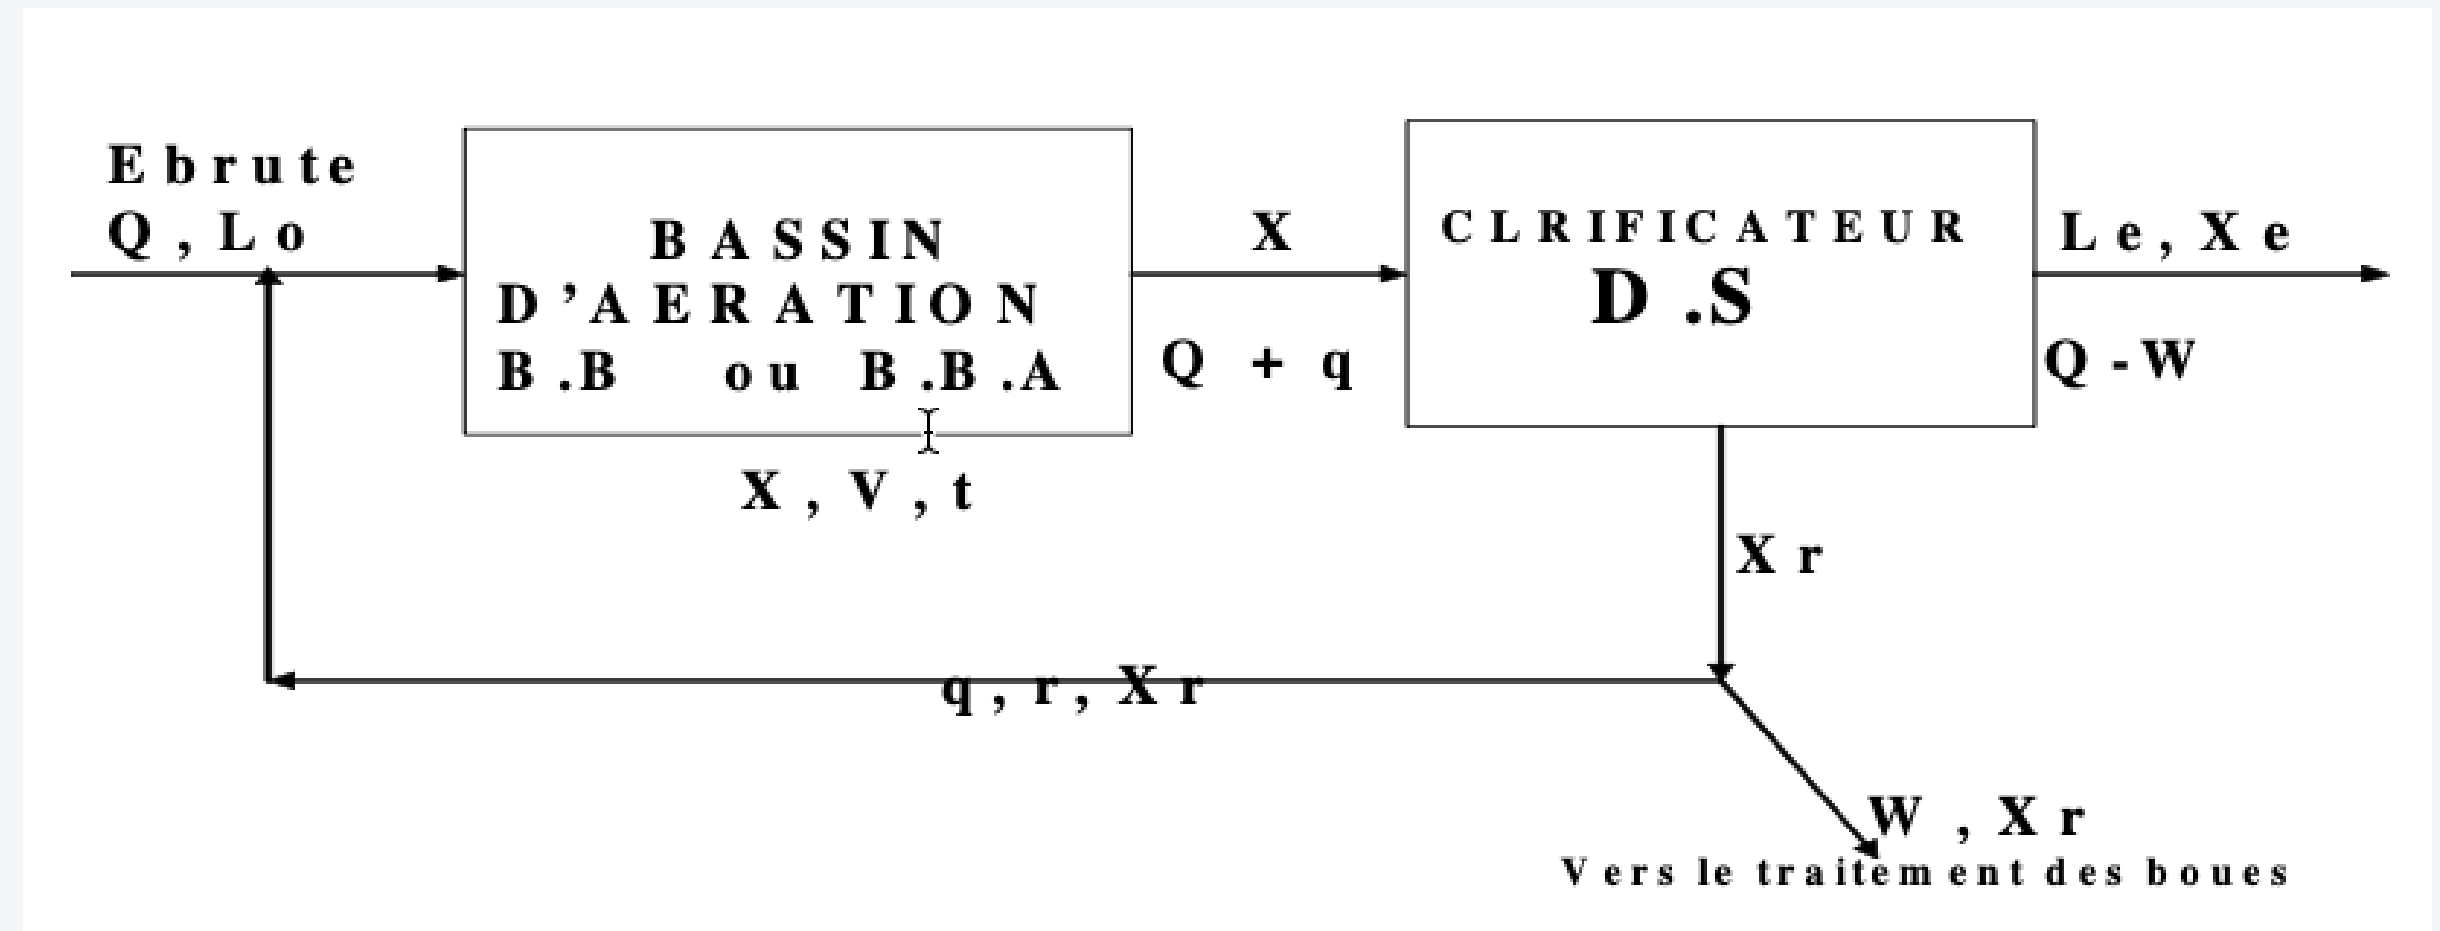 Ebrute
Q, Lo
BASSIN
D’AERATION
B.B ou B.B.A
X, V, t
X
Q + q
CLRIFICATEUR
D.S
Le, Xe
Q -W
Xr
q, r, Xr
W, Xr
Vers le traitement des boues